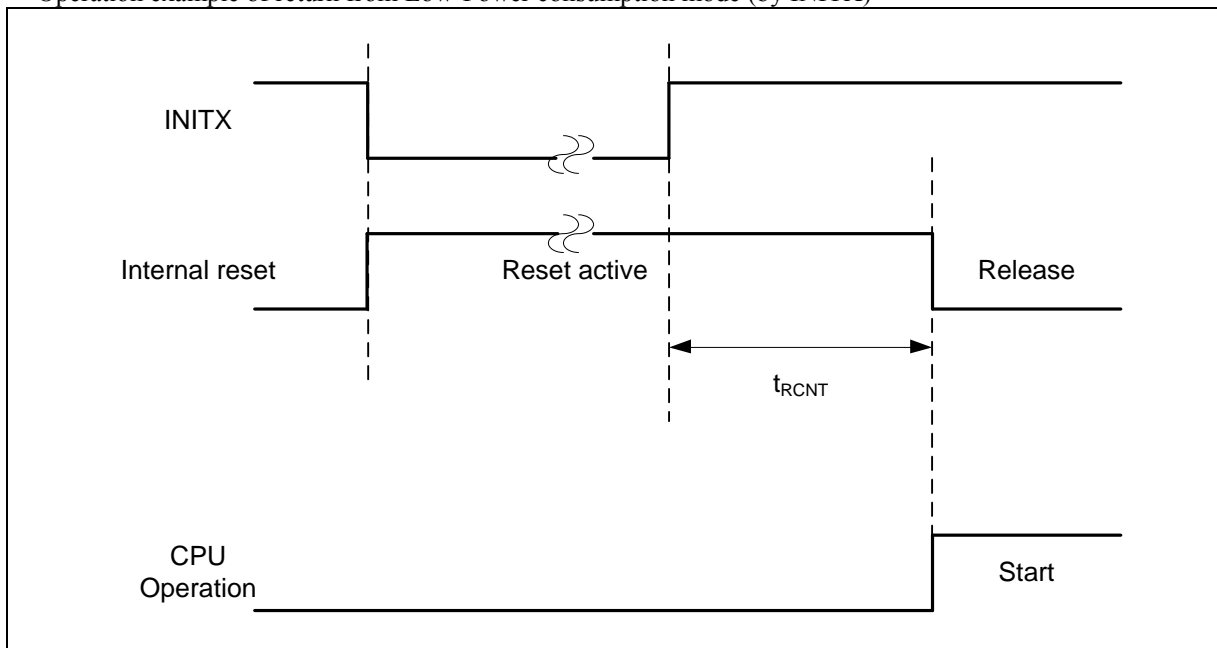 Operation example of return from Low-Power consumption mode (by INITX)
INITX
Internal reset
Reset active
Release
tRCNT
CPU
Operation
Start